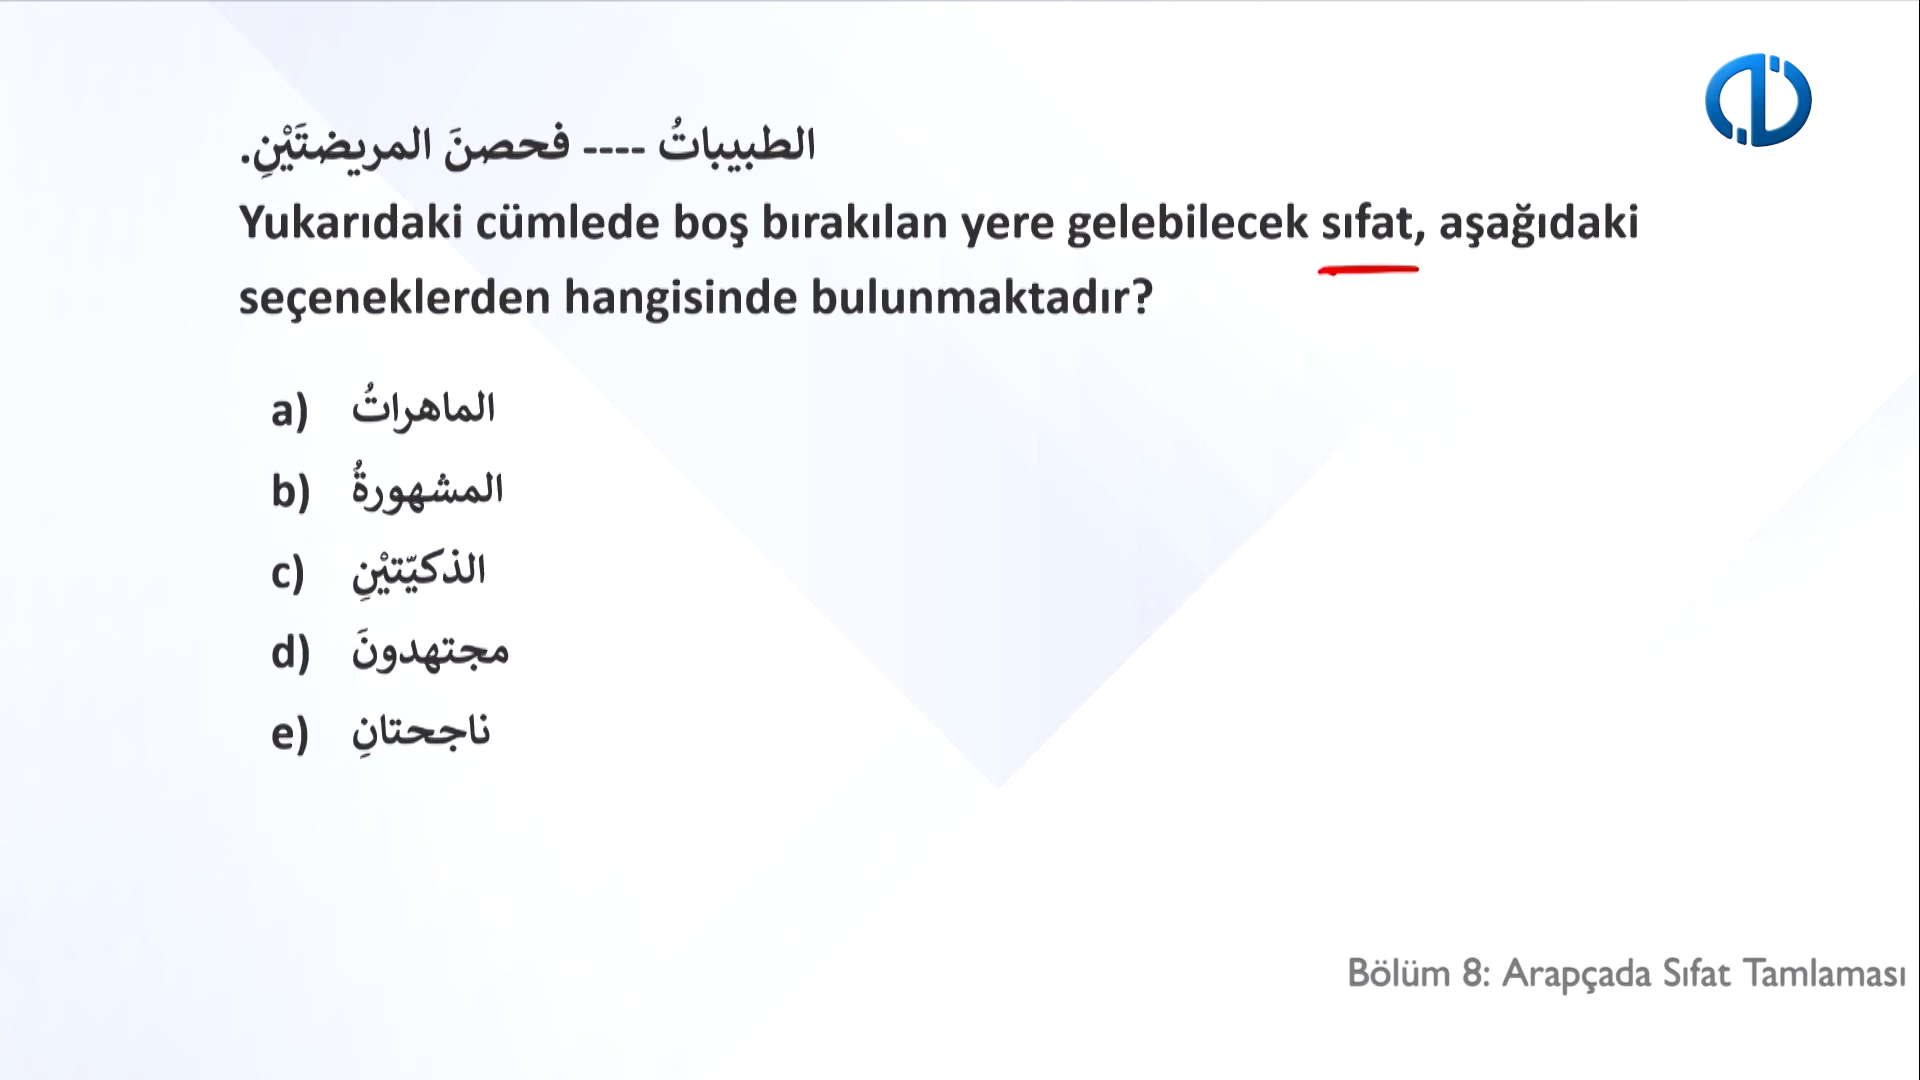 الطبيباتُ ---- فحصنَ المريضتَيْنِ.
Yukarıdaki cümlede boş bırakılan yere gelebilecek sıfat, aşağıdaki
seçeneklerden hangisinde bulunmaktadır?
a) الماهراتُ
b) المشهورةُ
c) الذكيّتيْنِ
d) مجتهدونَ
e) ناجحتانِ
Bölüm 8: Arapçada Sıfat Tamlaması